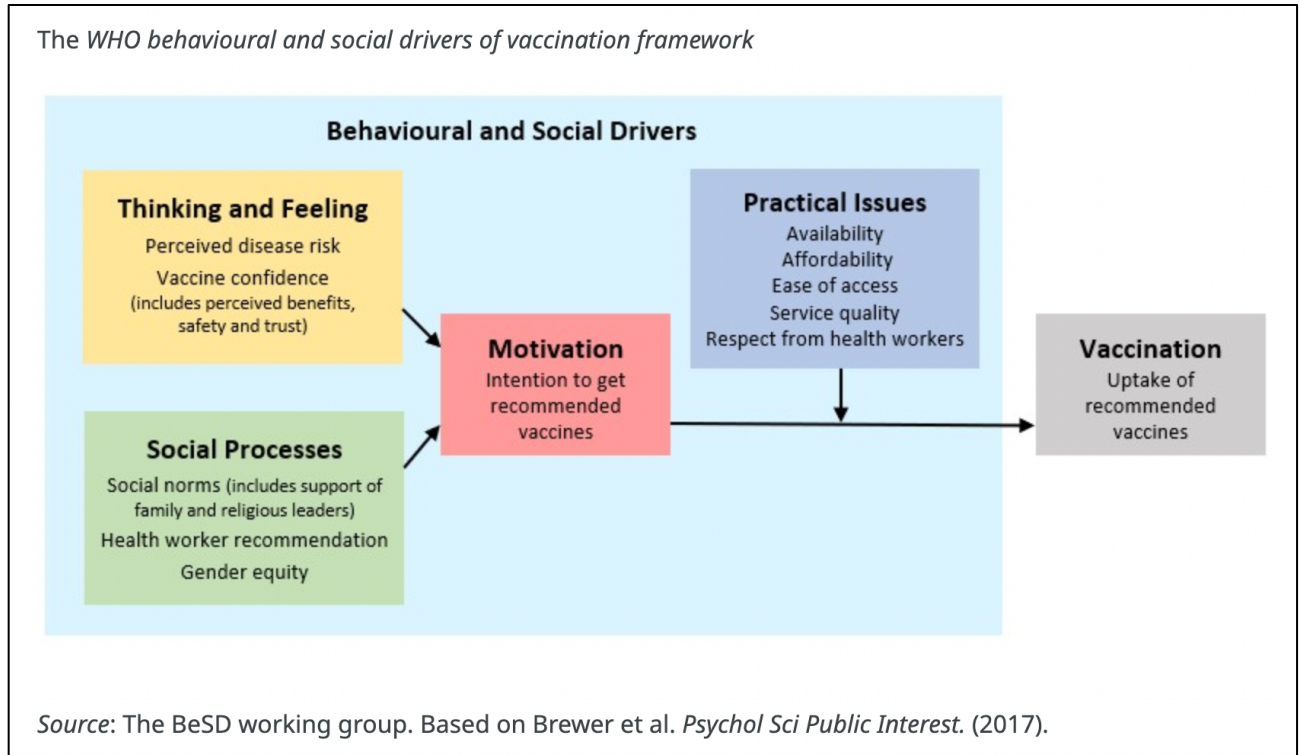 The WHO behavioural and social drivers of vaccination framework
Behavioural and Social Drivers
Thinking and Feeling
Perceived disease risk
Vaccine confidence
(includes perceived benefits,
safety and trust)
Social Processes
Social norms (includes support of
family and religious leaders)
Health worker recommendation
Gender equity
Motivation
Intention to get
recommended
vaccines
Practical Issues
Availability
Affordability
Ease of access
Service quality
Respect from health workers
Vaccination
Uptake of
recommended
vaccines
Source: The BeSD working group. Based on Brewer et al. Psychol Sci Public Interest. (2017).